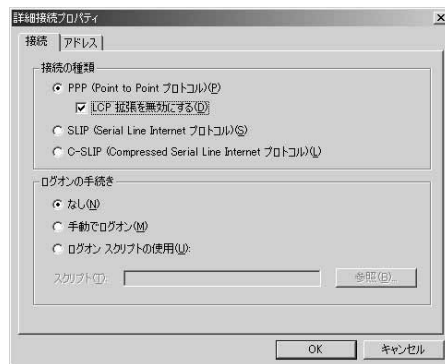 詳細接続プロパティ
接続 アドレス
接続の種類
PPP (Point to Point プロトコル)(P)
LCP 拡張を無効にする(D)
SLIP (Serial Line Internet プロトコル)(S)
C-SLIP (Compressed Serial Line Internet プロトコル)(L)
ログオンの手続き
なし(N)
手動でログオン(M)
ログオン スクリプトの使用(U):
スクリプト(T): 参照(B)...
OK キャンセル